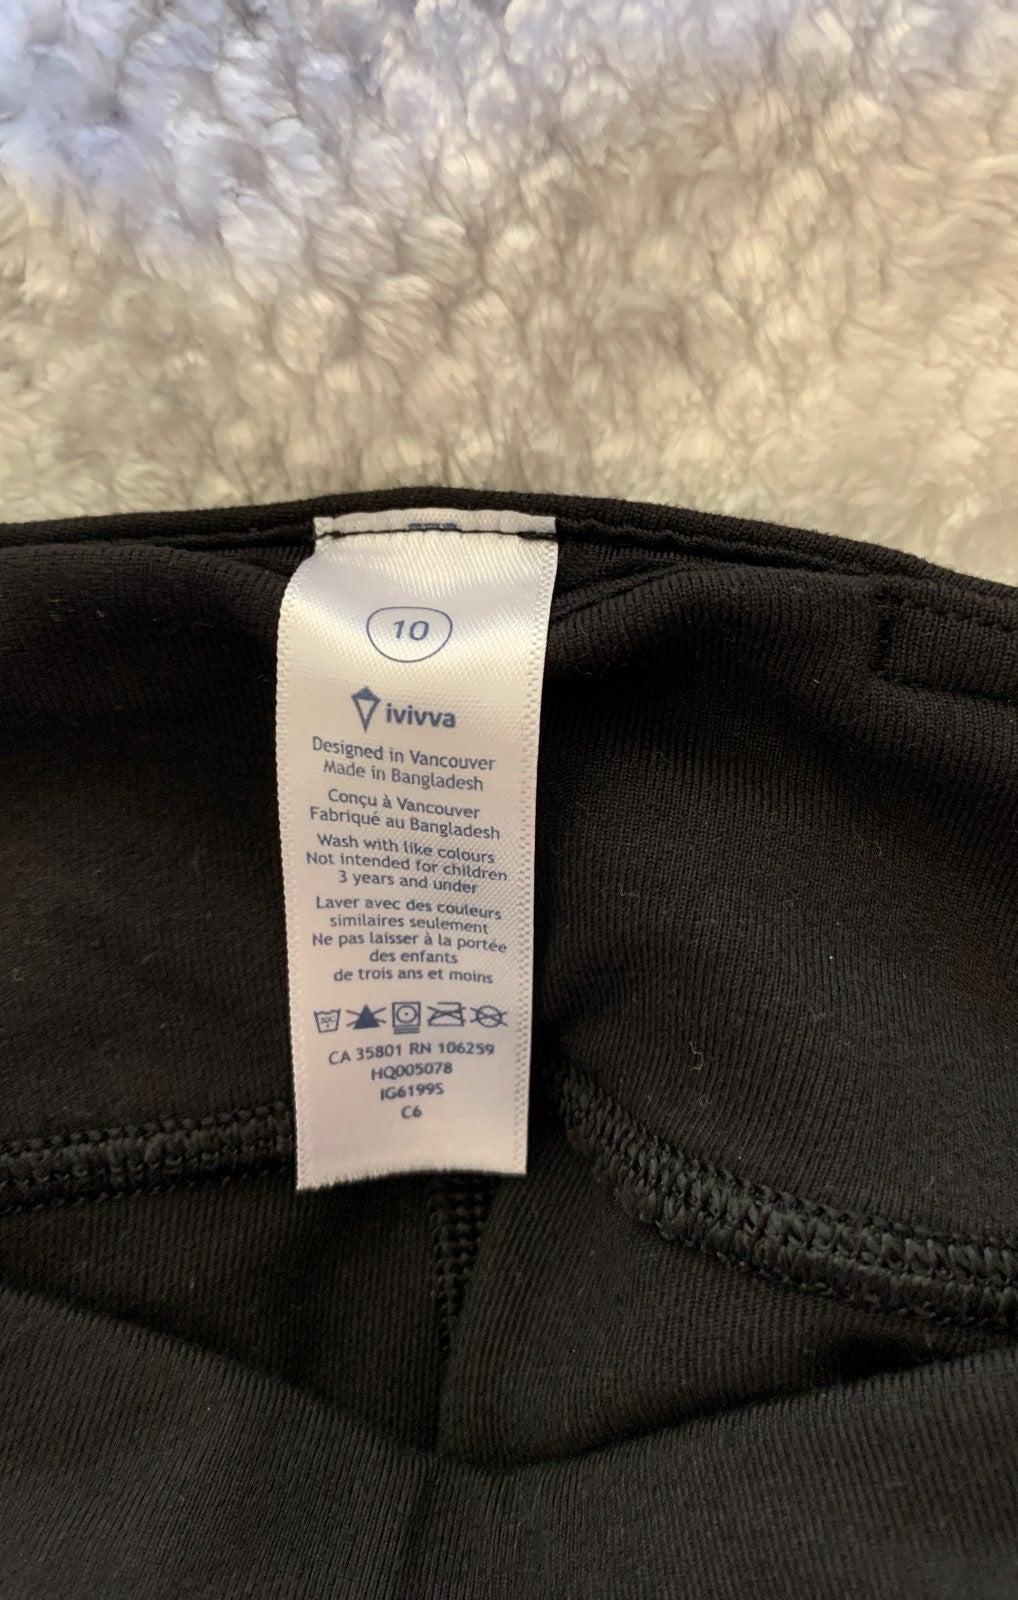 10
ivivva
Designed in Vancouver
Made in Bangladesh
Conçu à Vancouver
Fabriqué au Bangladesh
Wash with like colours
Not intended for children
3 years and under
Laver avec des couleurs
similaires seulement
Ne pas laisser à la portée
des enfants
de trois ans et moins
30C
CA 35801 RN 106259
HQ005078
IG6199S
C6